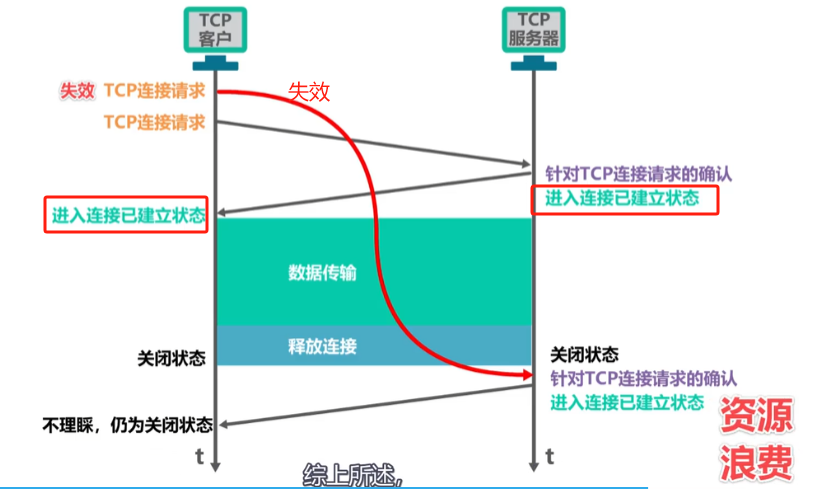 TCP
客户
TCP
服务器
失效 TCP连接请求
失效
TCP连接请求
针对TCP连接请求的确认
进入连接已建立状态
进入连接已建立状态
数据传输
释放连接
关闭状态
关闭状态
针对TCP连接请求的确认
进入连接已建立状态
不理睬，仍为关闭状态
资源
浪费
t
t
综上所述，